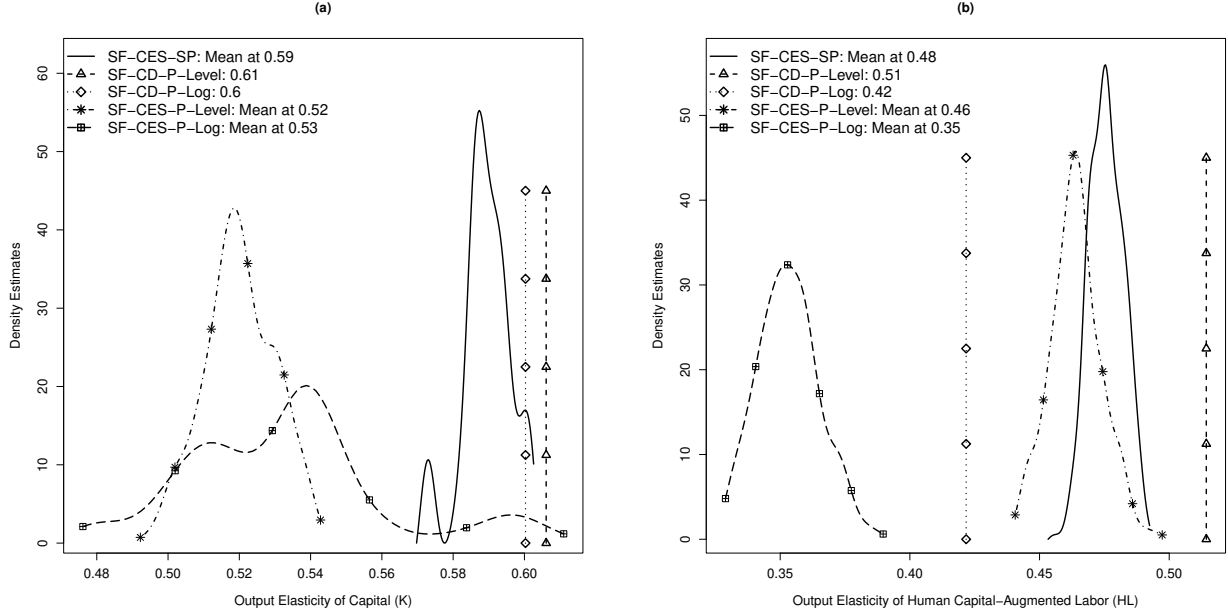 (a)
SF−CES−SP: Mean at 0.59
SF−CD−P−Level: 0.61
SF−CD−P−Log: 0.6
SF−CES−P−Level: Mean at 0.52
SF−CES−P−Log: Mean at 0.53
Density Estimates
60
50
40
30
20
10
0
0.48 0.50 0.52 0.54 0.56 0.58 0.60
Output Elasticity of Capital (K)
(b)
SF−CES−SP: Mean at 0.48
SF−CD−P−Level: 0.51
SF−CD−P−Log: 0.42
SF−CES−P−Level: Mean at 0.46
SF−CES−P−Log: Mean at 0.35
Density Estimates
50
40
30
20
10
0
0.35 0.40 0.45 0.50
Output Elasticity of Human Capital−Augmented Labor (HL)